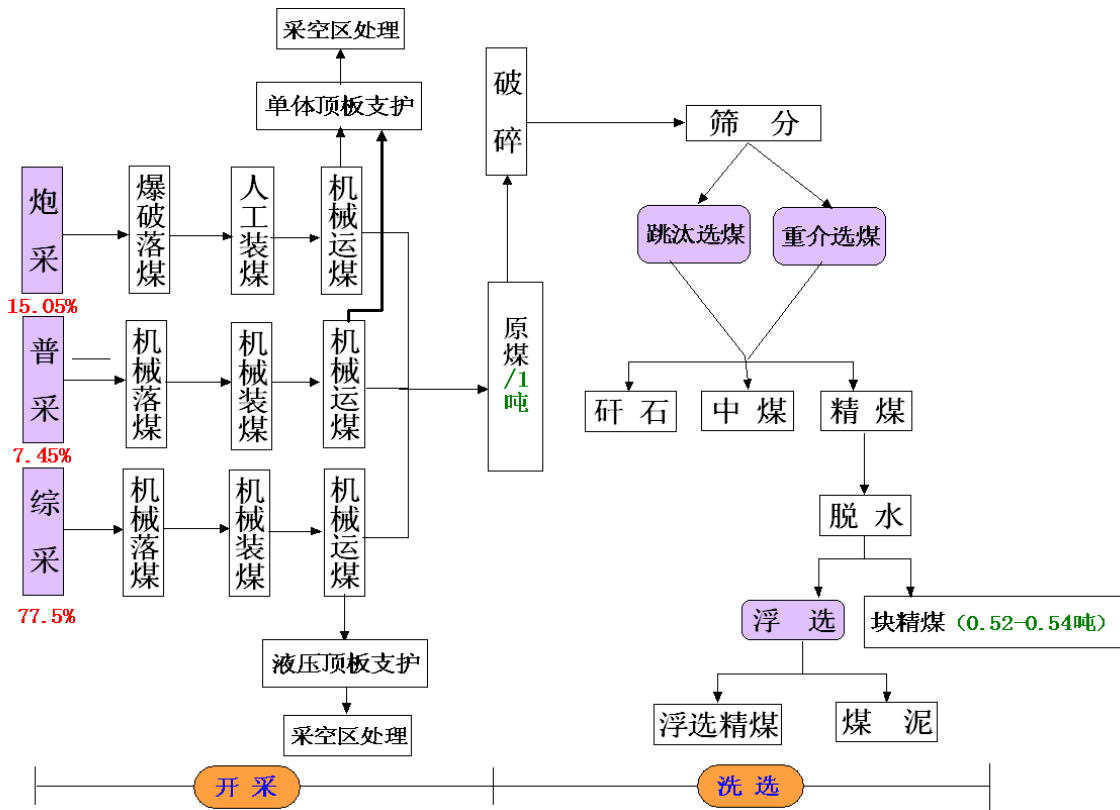 采空区处理
单体顶板支护
炮采
15.05%
爆破落煤
人工装煤
机械运煤
普采
7.45%
机械落煤
机械装煤
机械运煤
综采
77.5%
机械落煤
机械装煤
机械运煤
液压顶板支护
采空区处理
开采
原煤/1吨
破碎
筛 分
跳汰选煤
重介选煤
矸 石
中 煤
精 煤
脱 水
浮 选
块精煤（0.52-0.54吨）
浮选精煤
煤 泥
洗 选